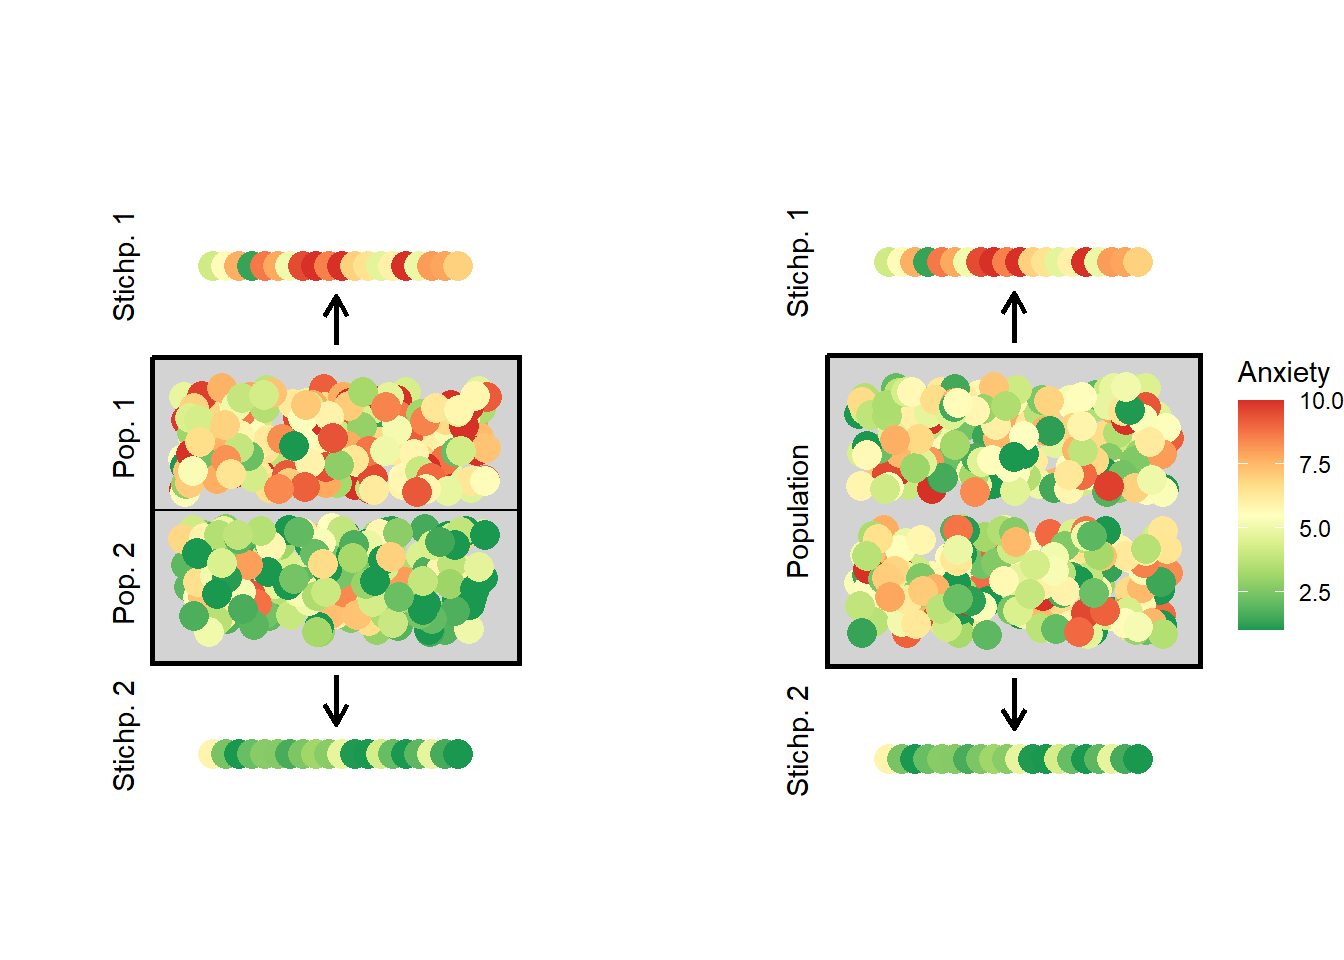 Stichp. 1
Pop. 1
Pop. 2
Stichp. 2
Stichp. 1
Population
Stichp. 2
Anxiety
10.0
7.5
5.0
2.5